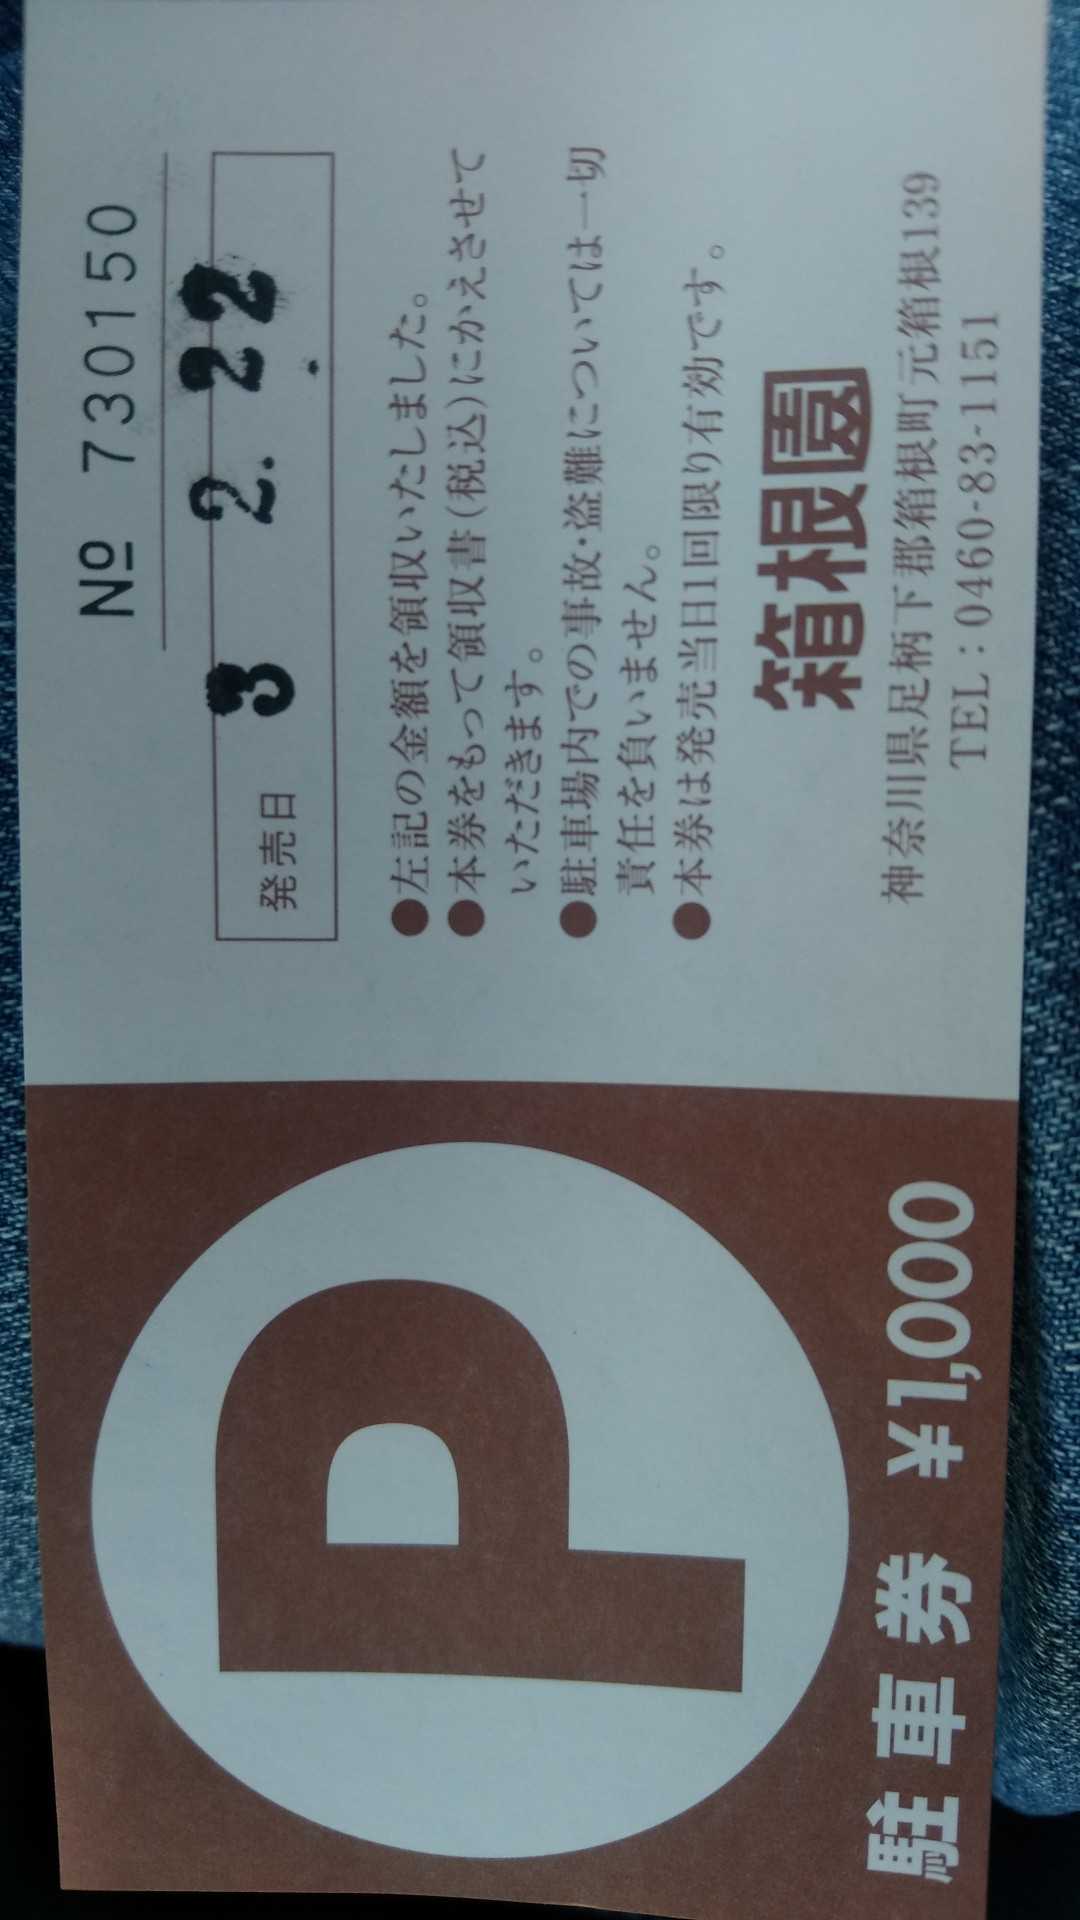 P
駐車券 ¥1,000
№ 730150
発売日 3 2. 22
●左記の金額を領収いたしました。
●本券をもって領収書(税込)にかえさせて
いただきます。
●駐車場内での事故・盗難については一切
責任を負いません。
●本券は発売当日1回限り有効です。
箱根園
神奈川県足柄下郡箱根町元箱根139
TEL:0460-83-1151